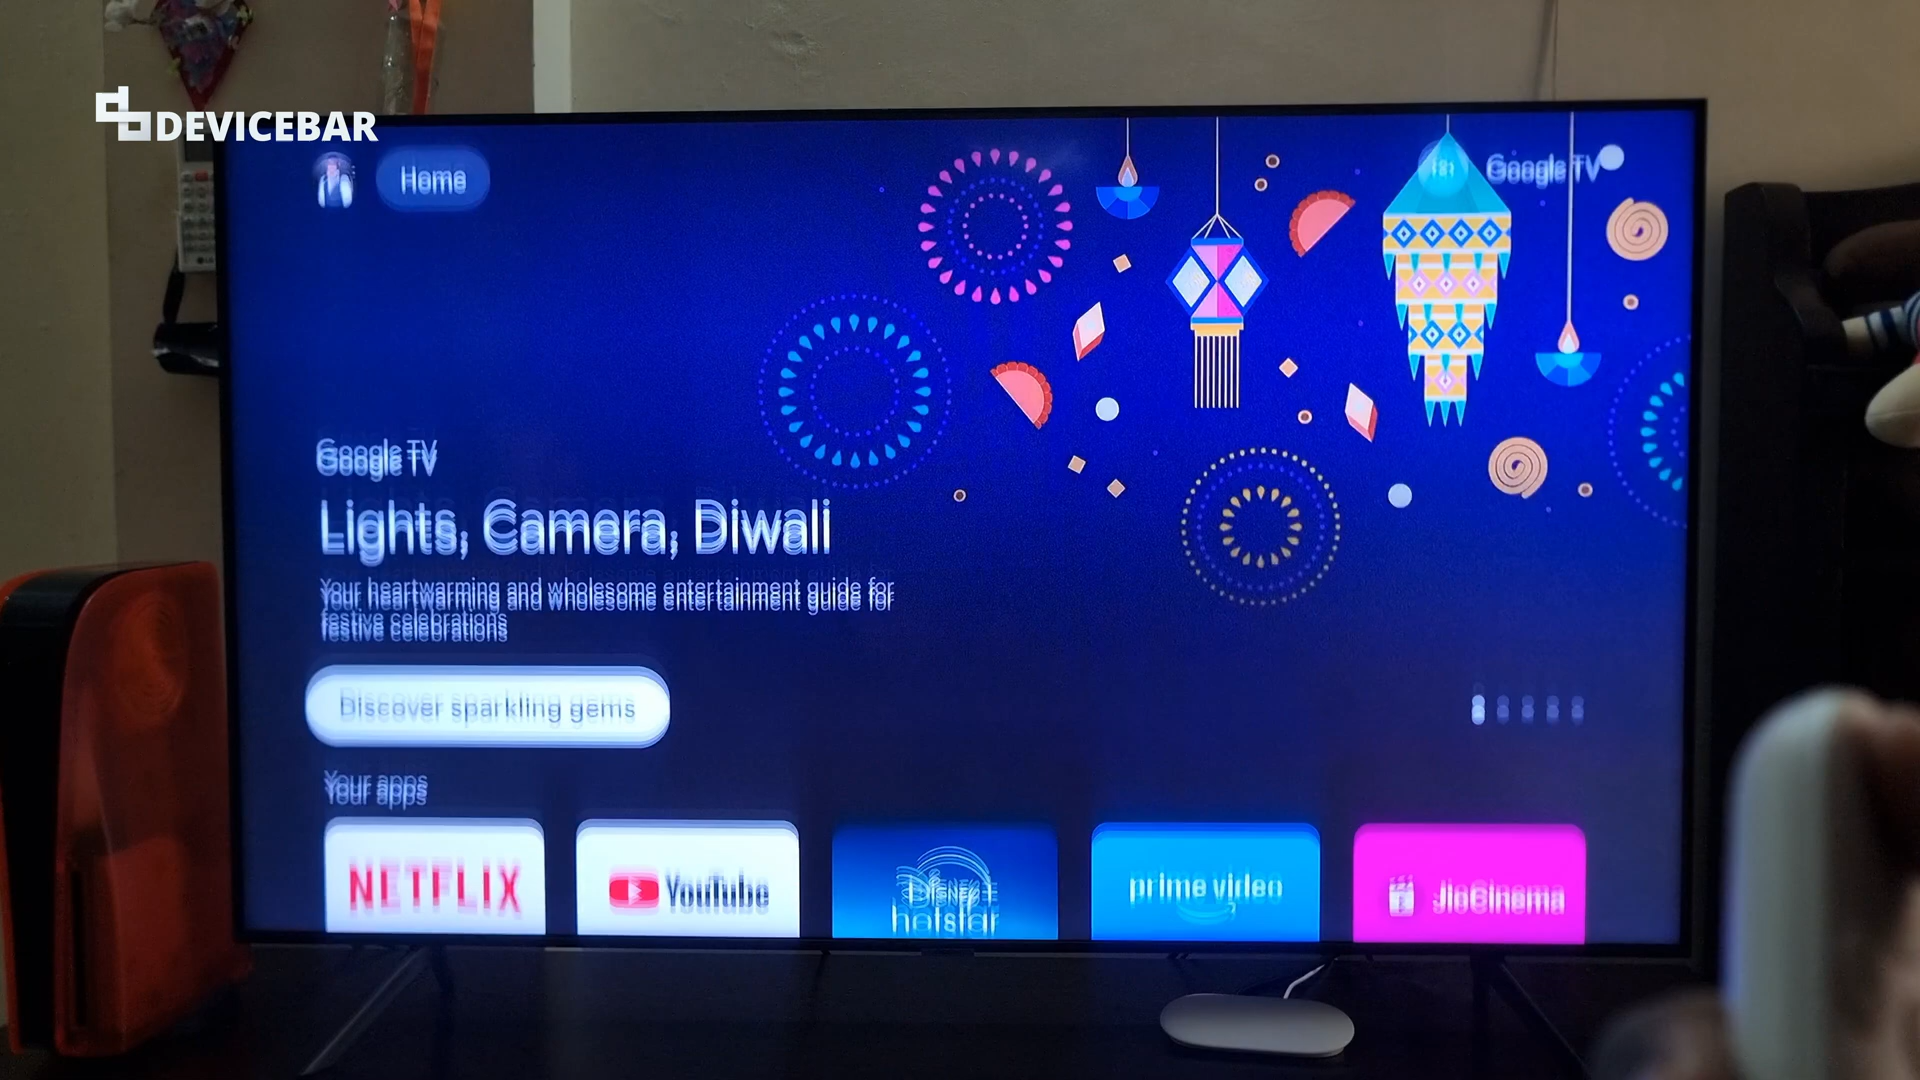 DEVICEBAR
Home
Google TV
Google TV
Lights, Camera, Diwali
Your heartwarming and wholesome entertainment guide for
festive celebrations
Discover sparkling gems
Your apps
NETFLIX
YouTube
Disney+
hotstar
prime video
JioCinema